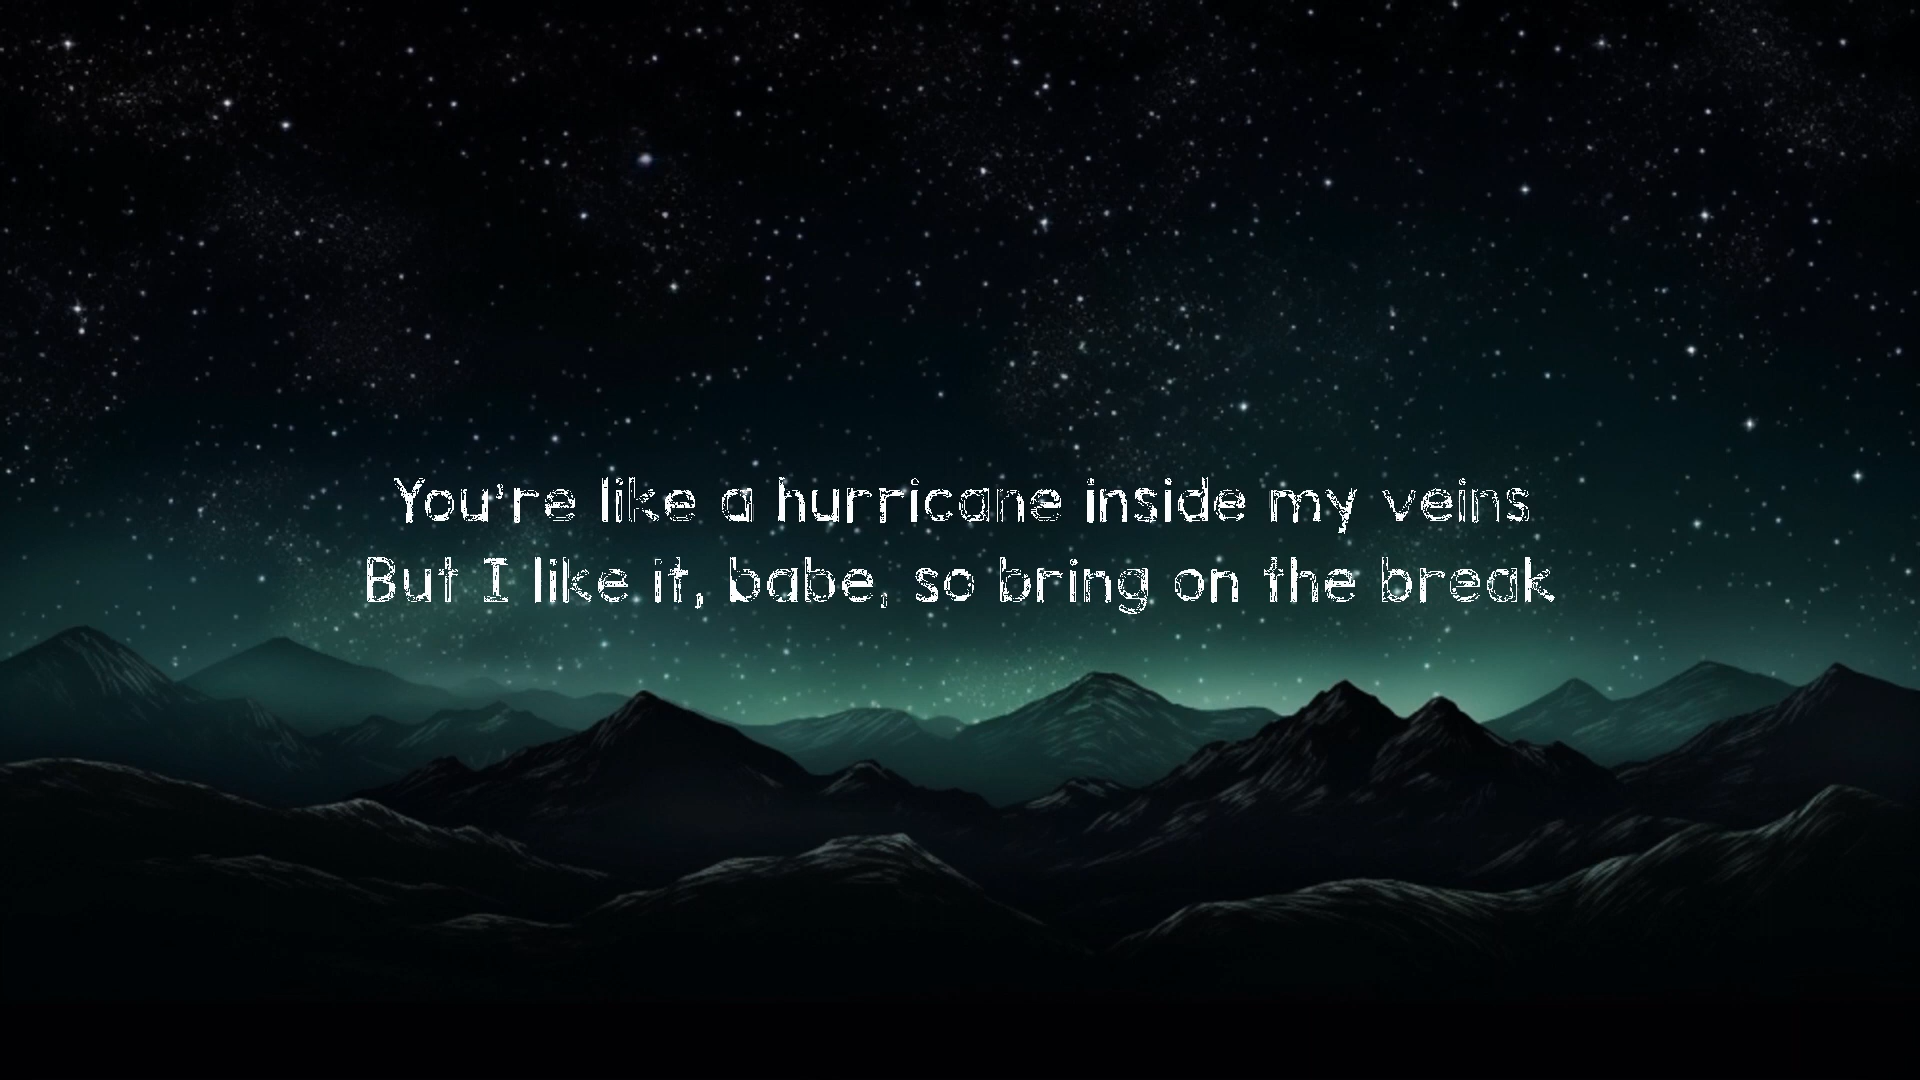 You're like a hurricane inside my veins
But I like it, babe, so bring on the break